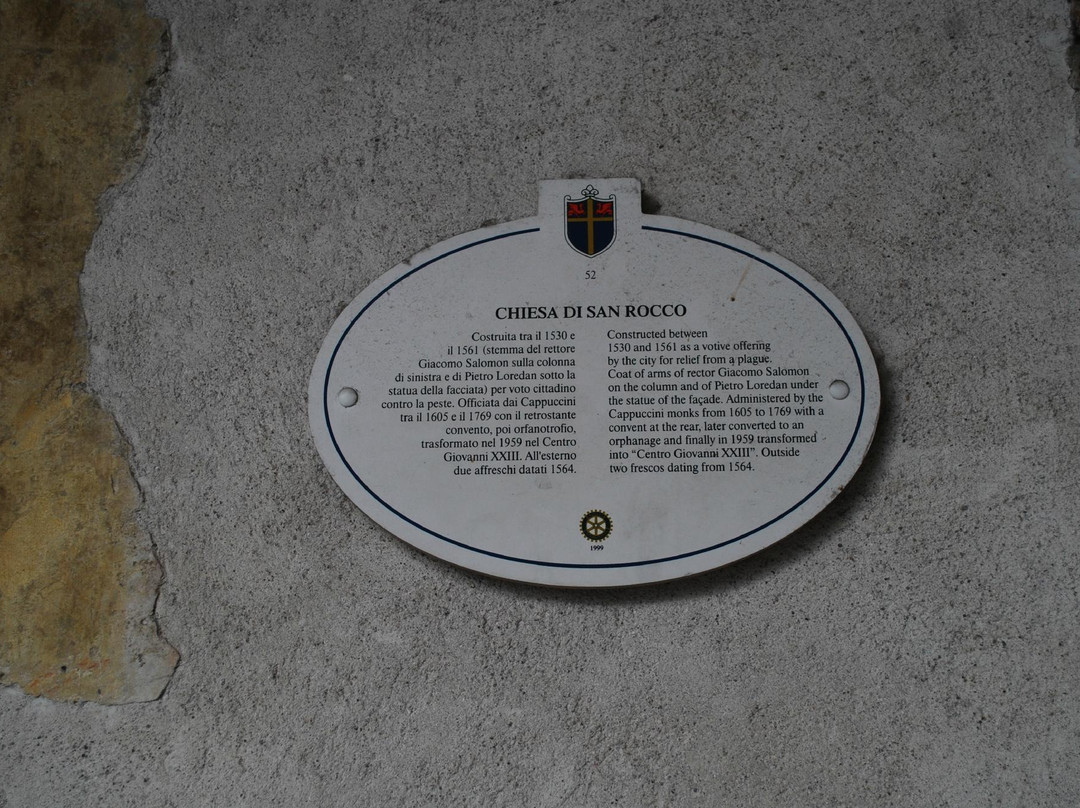 52
CHIESA DI SAN ROCCO
Costruita tra il 1530 e
il 1561 (stemma del rettore
Giacomo Salomon sulla colonna
di sinistra e di Pietro Loredan sotto la
statua della facciata) per voto cittadino
contro la peste. Officiata dai Cappuccini
tra il 1605 e il 1769 con il retrostante
convento, poi orfanotrofio,
trasformato nel 1959 nel Centro
Giovanni XXIII. All'esterno
due affreschi datati 1564.
Constructed between
1530 and 1561 as a votive offering
by the city for relief from a plague.
Coat of arms of rector Giacomo Salomon
on the column and of Pietro Loredan under
the statue of the façade. Administered by the
Cappuccini monks from 1605 to 1769 with a
convent at the rear, later converted to an
orphanage and finally in 1959 transformed
into “Centro Giovanni XXIII”. Outside
two frescos dating from 1564.
1999